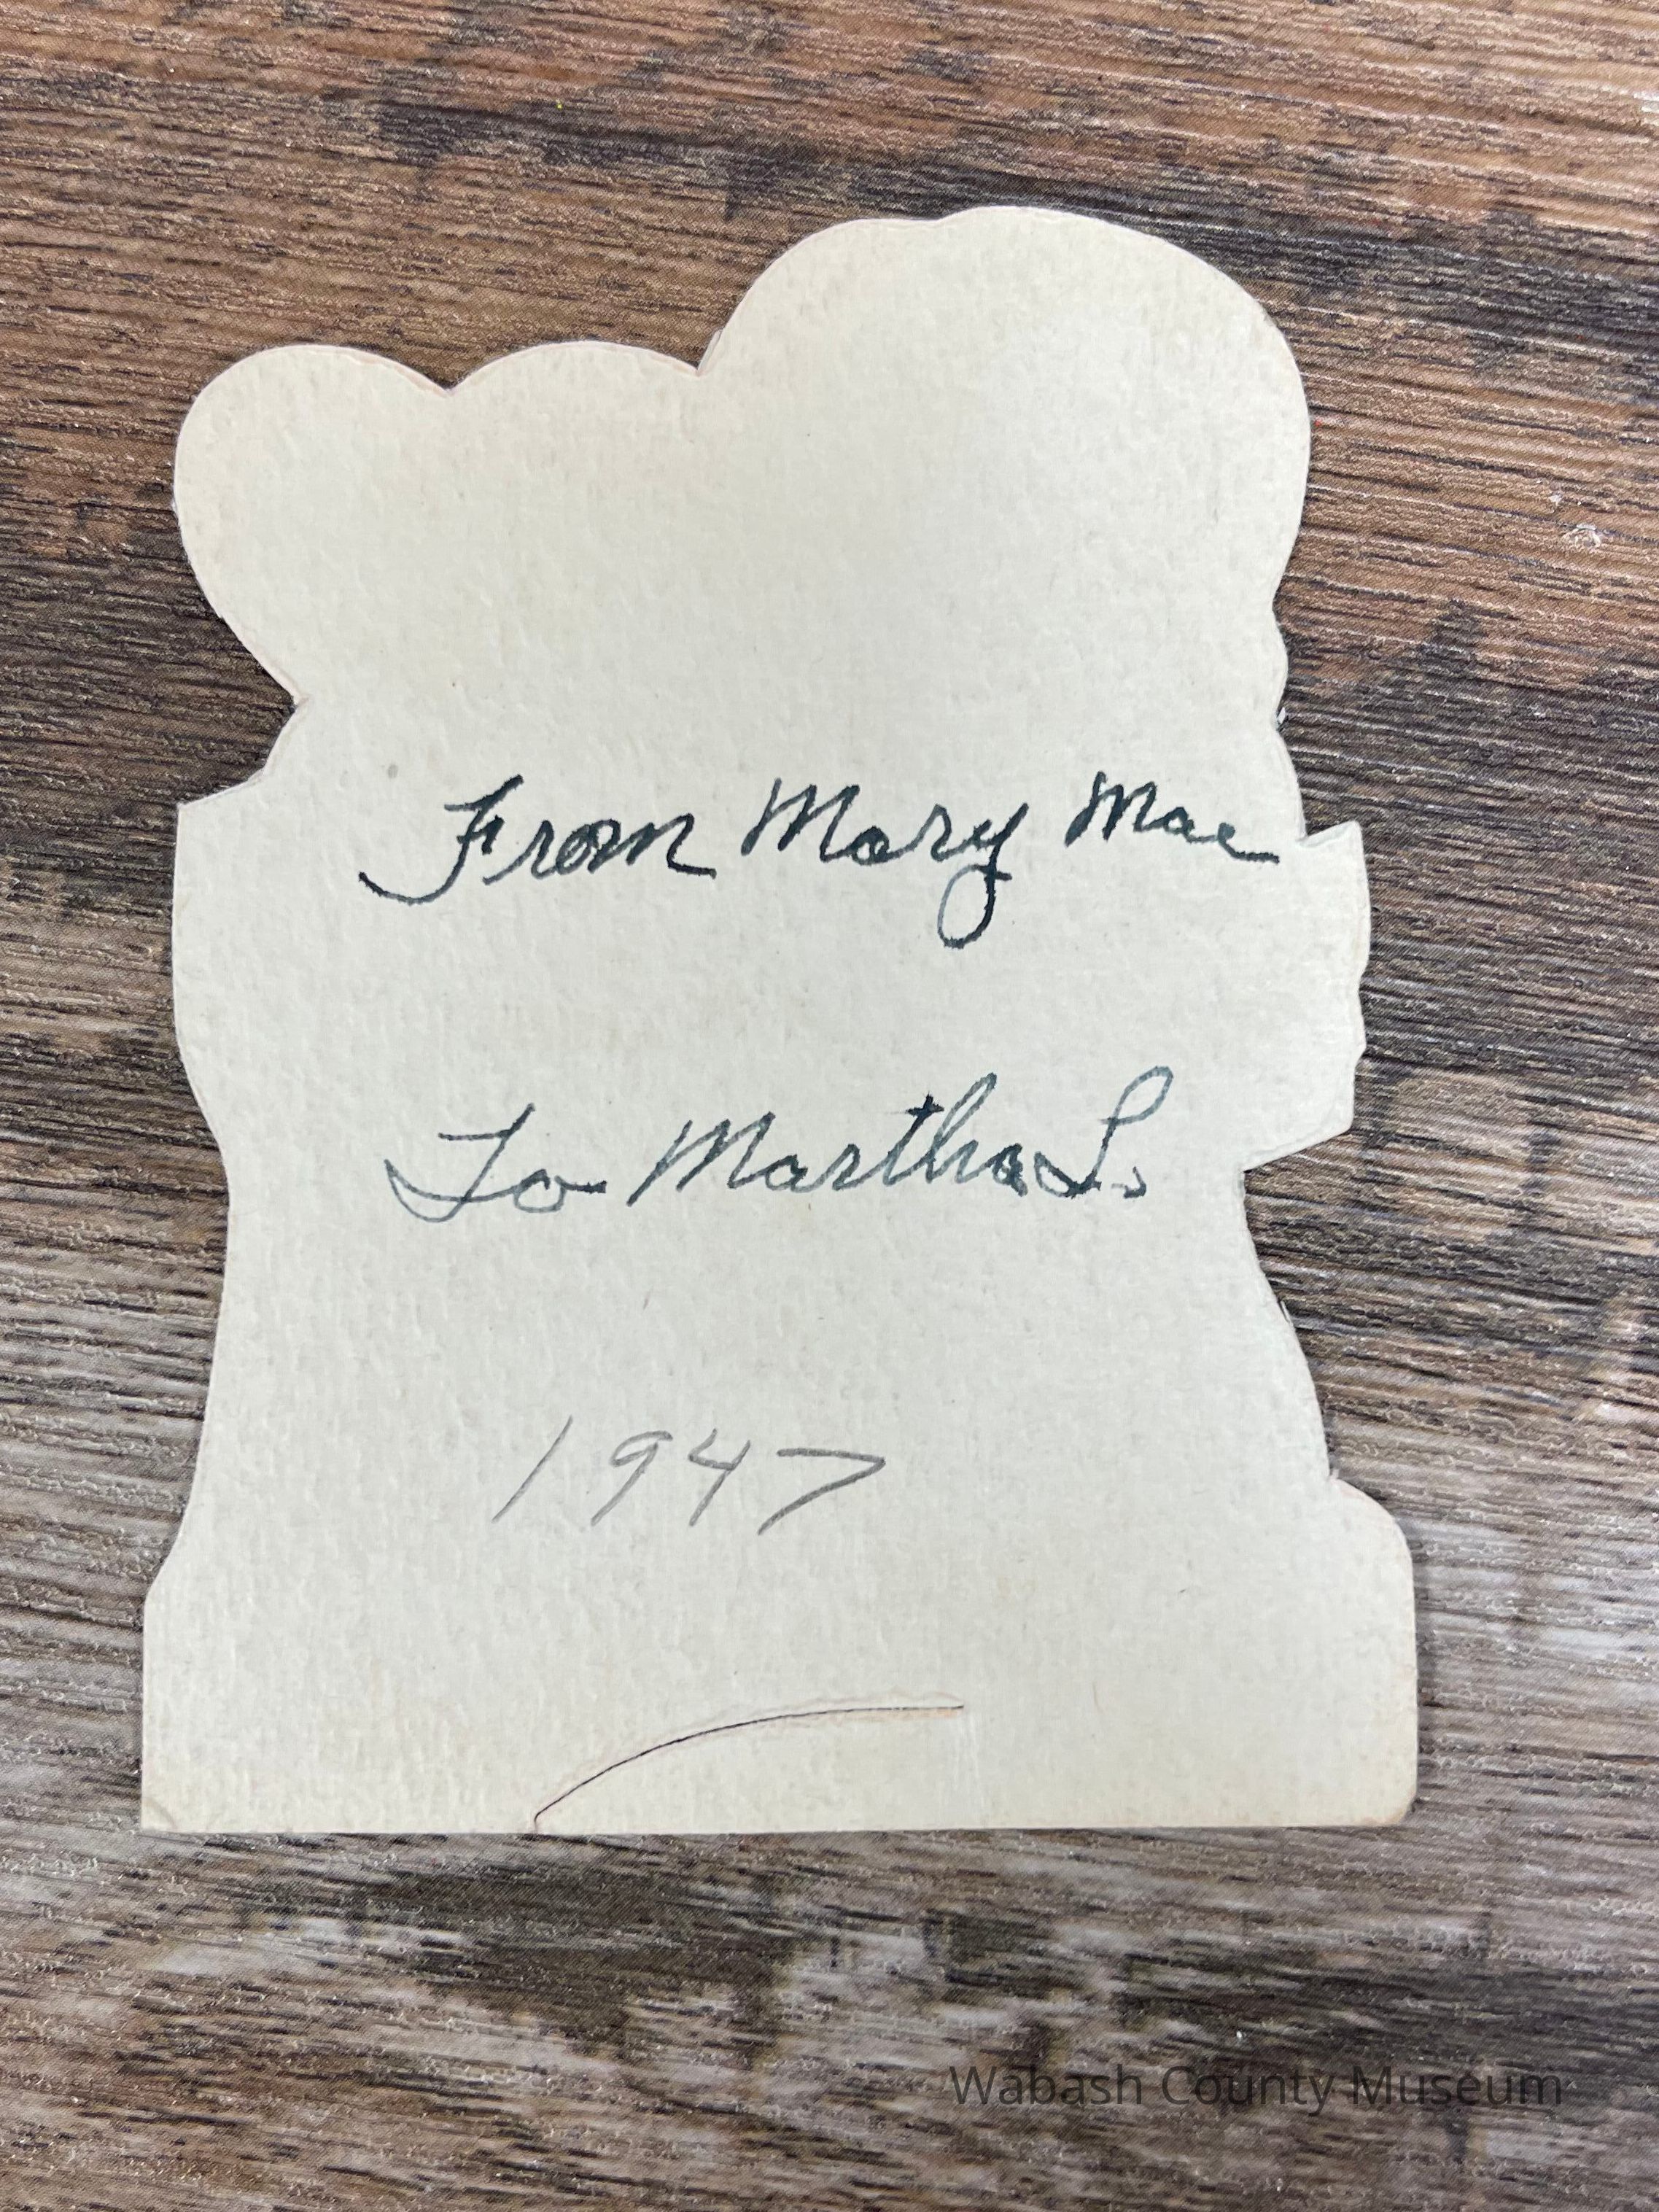 From Mary Mae
To Martha S.
1947
Wabash County Museum